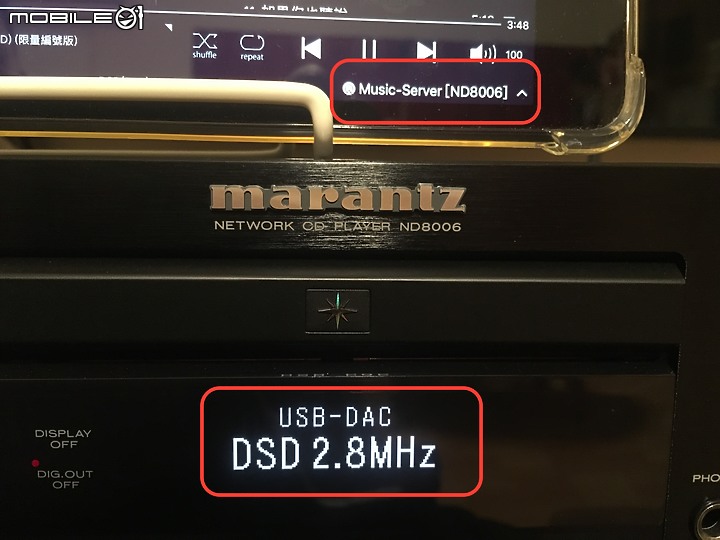 MOBILE01
3:48
D) (限量編號版)
shuffle
repeat
100
Music-Server [ND8006]
marantz
NETWORK CD PLAYER ND8006
USB-DAC
DSD 2.8MHz
DISPLAY
OFF
DIG.OUT
OFF
PHO